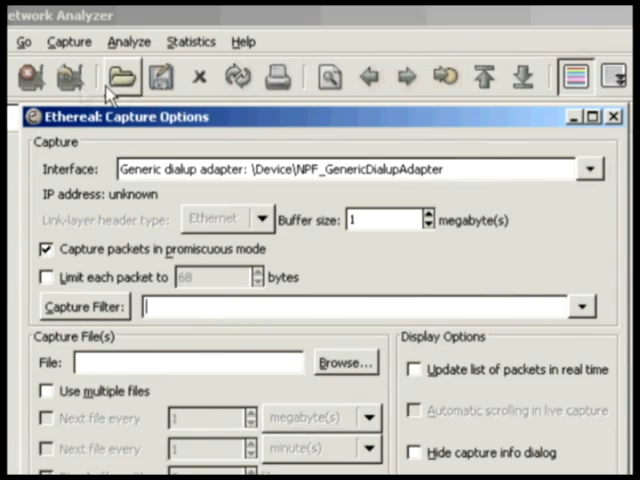 etwork Analyzer
Go Capture Analyze Statistics Help
Ethereal: Capture Options
Capture
Interface: Generic dialup adapter: \Device\NPF_GenericDialupAdapter
IP address: unknown
Link-layer header type: Ethernet Buffer size: 1 megabyte(s)
Capture packets in promiscuous mode
Limit each packet to 68 bytes
Capture Filter:
Capture File(s) Display Options
File: Browse... Update list of packets in real time
Use multiple files
Next file every 1 megabyte(s) Automatic scrolling in live capture
Next file every 1 minute(s) Hide capture info dialog